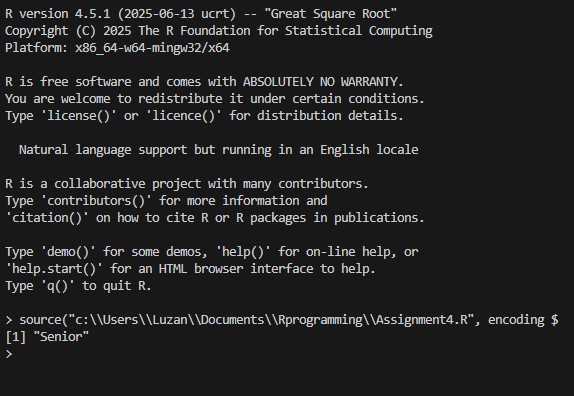 R version 4.5.1 (2025-06-13 ucrt) -- "Great Square Root"
Copyright (C) 2025 The R Foundation for Statistical Computing
Platform: x86_64-w64-mingw32/x64
R is free software and comes with ABSOLUTELY NO WARRANTY.
You are welcome to redistribute it under certain conditions.
Type 'license()' or 'licence()' for distribution details.
Natural language support but running in an English locale
R is a collaborative project with many contributors.
Type 'contributors()' for more information and
'citation()' on how to cite R or R packages in publications.
Type 'demo()' for some demos, 'help()' for on-line help, or
'help.start()' for an HTML browser interface to help.
Type 'q()' to quit R.
> source("c:\\Users\\Luzan\\Documents\\Rprogramming\\Assignment4.R", encoding $
[1] "Senior"
>